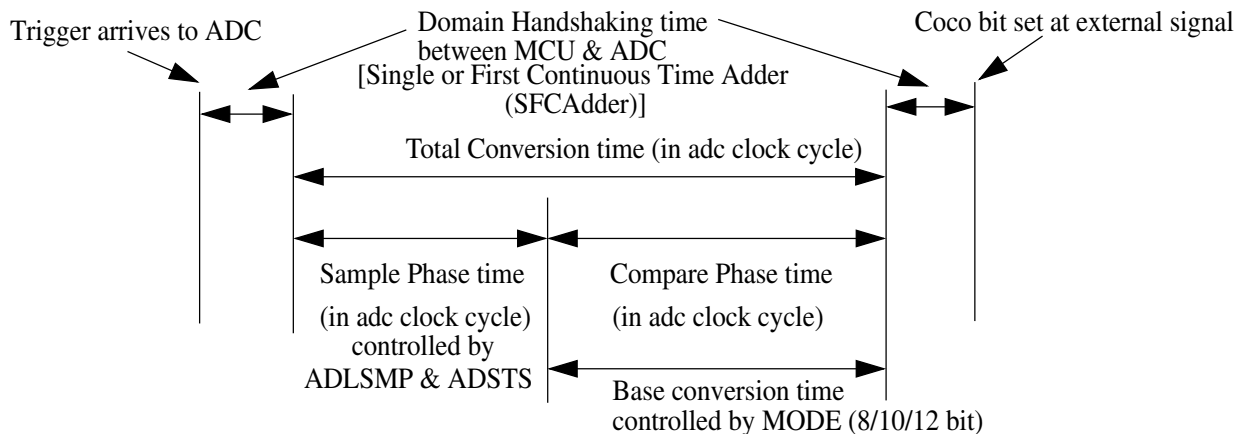 Trigger arrives to ADC
Domain Handshaking time
between MCU & ADC
[Single or First Continuous Time Adder
(SFCAdder)]
Coco bit set at external signal
Total Conversion time (in adc clock cycle)
Sample Phase time
(in adc clock cycle)
controlled by
ADLSMP & ADSTS
Compare Phase time
(in adc clock cycle)
Base conversion time
controlled by MODE (8/10/12 bit)